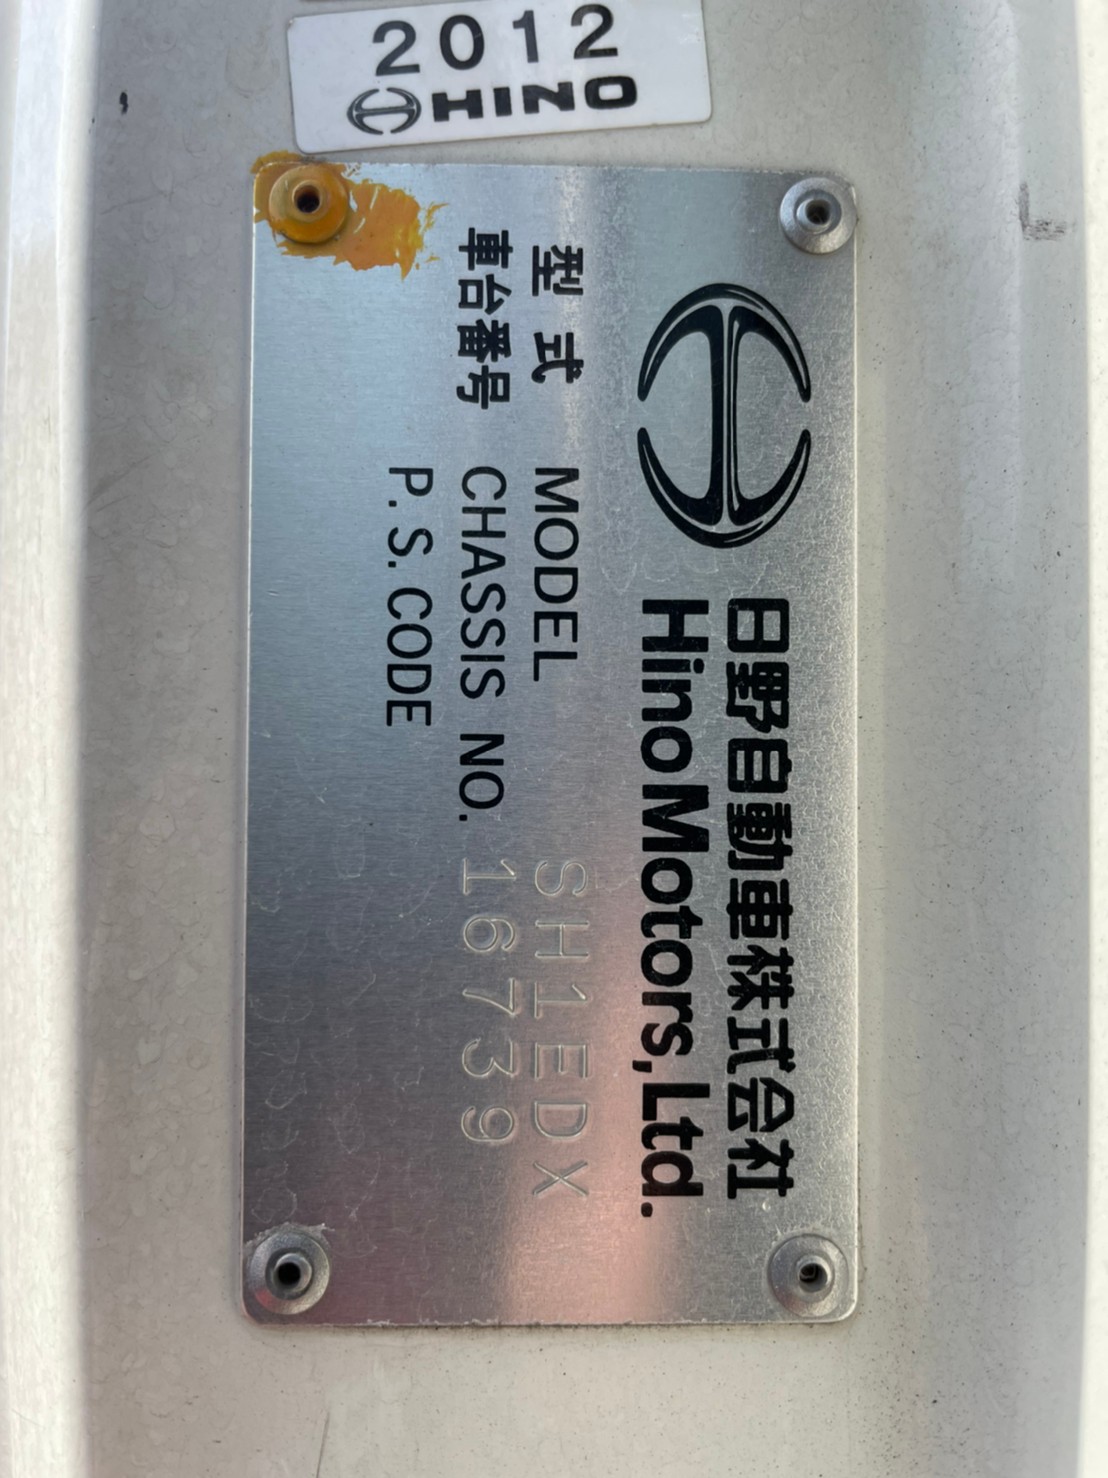 2012
HINO
日野自動車株式会社
Hino Motors, Ltd.
型式 MODEL SH1EDX
車台番号 CHASSIS NO. 16739
P.S.CODE